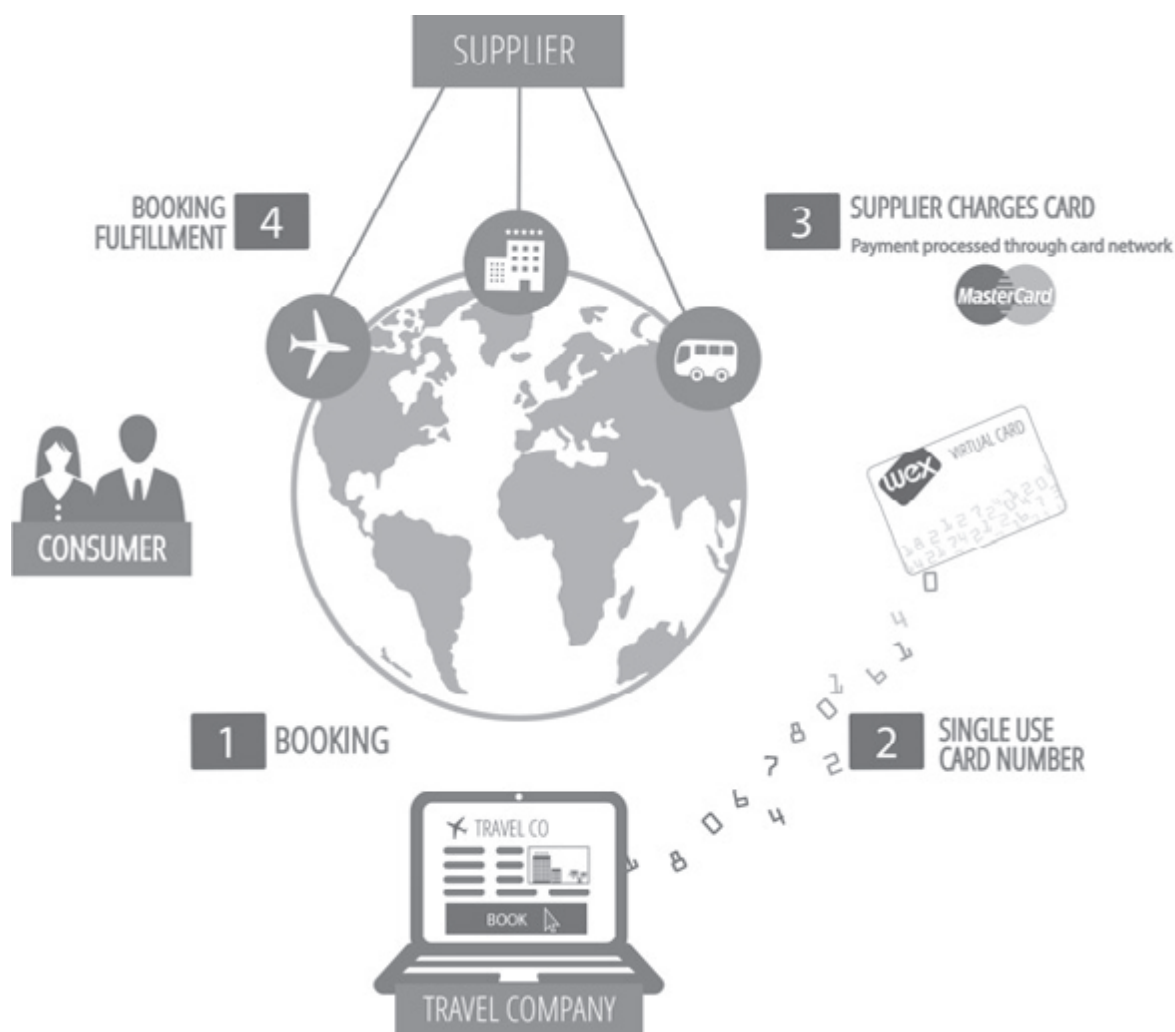 SUPPLIER
BOOKING
FULFILLMENT
4
3
SUPPLIER CHARGES CARD
Payment processed through card network
MasterCard
CONSUMER
wex
VIRTUAL CARD
1
BOOKING
2
SINGLE USE
CARD NUMBER
TRAVEL CO
BOOK
TRAVEL COMPANY